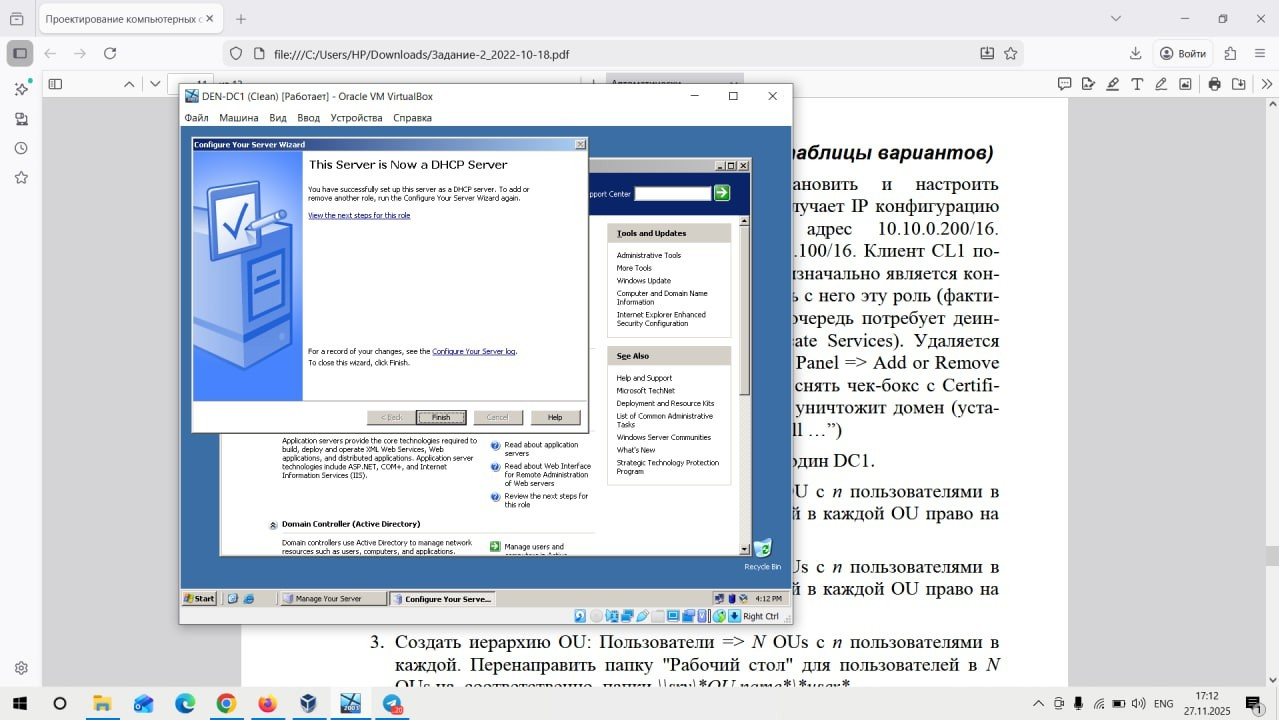 Проектирование компьютерных с
file:///C:/Users/HP/Downloads/Задание-2_2022-10-18.pdf
Войти
DEN-DC1 (Clean) [Работает] - Oracle VM VirtualBox
Файл Машина Вид Ввод Устройства Справка
Configure Your Server Wizard
This Server is Now a DHCP Server
You have successfully set up this server as a DHCP server. To add or
remove another role, run the Configure Your Server Wizard again.
View the next steps for this role
For a record of your changes, see the Configure Your Server log.
To close this wizard, click Finish.
< Back Finish Cancel Help
pport Center
Tools and Updates
Administrative Tools
More Tools
Windows Update
Computer and Domain Name
Information
Internet Explorer Enhanced
Security Configuration
See Also
Help and Support
Microsoft TechNet
Deployment and Resource Kits
List of Common Administrative
Tasks
Windows Server Communities
What's New
Strategic Technology Protection
Program
Application servers provide the core technologies required to
build, deploy and operate XML Web Services, Web
applications, and distributed applications. Application server
technologies include ASP.NET, COM+, and Internet
Information Services (IIS).
Read about application
servers
Read about Web Interface
for Remote Administration
of Web servers
Review the next steps for
this role
Domain Controller (Active Directory)
Domain controllers use Active Directory to manage network
resources such as users, computers, and applications.
Manage users and
Recycle Bin
Start Manage Your Server Configure Your Serve... 4:12 PM
Right Ctrl
таблицы вариантов)
ановить и настроить
лучает IP конфигурацию
адрес 10.10.0.200/16.
.100/16. Клиент CL1 по-
значально является кон-
ь с него эту роль (факти-
очередь потребует деин-
cate Services). Удаляется
Panel => Add or Remove
снять чек-бокс с Certifi-
уничтожит домен (уста-
ll …”)
один DC1.
OU с n пользователями в
й в каждой OU право на
Us с n пользователями в
й в каждой OU право на
3. Создать иерархию OU: Пользователи => N OUs с n пользователями в
каждой. Перенаправить папку "Рабочий стол" для пользователей в N
OUs на соответственно папки \\srv\*OU name*\*user*
ENG
17:12
27.11.2025